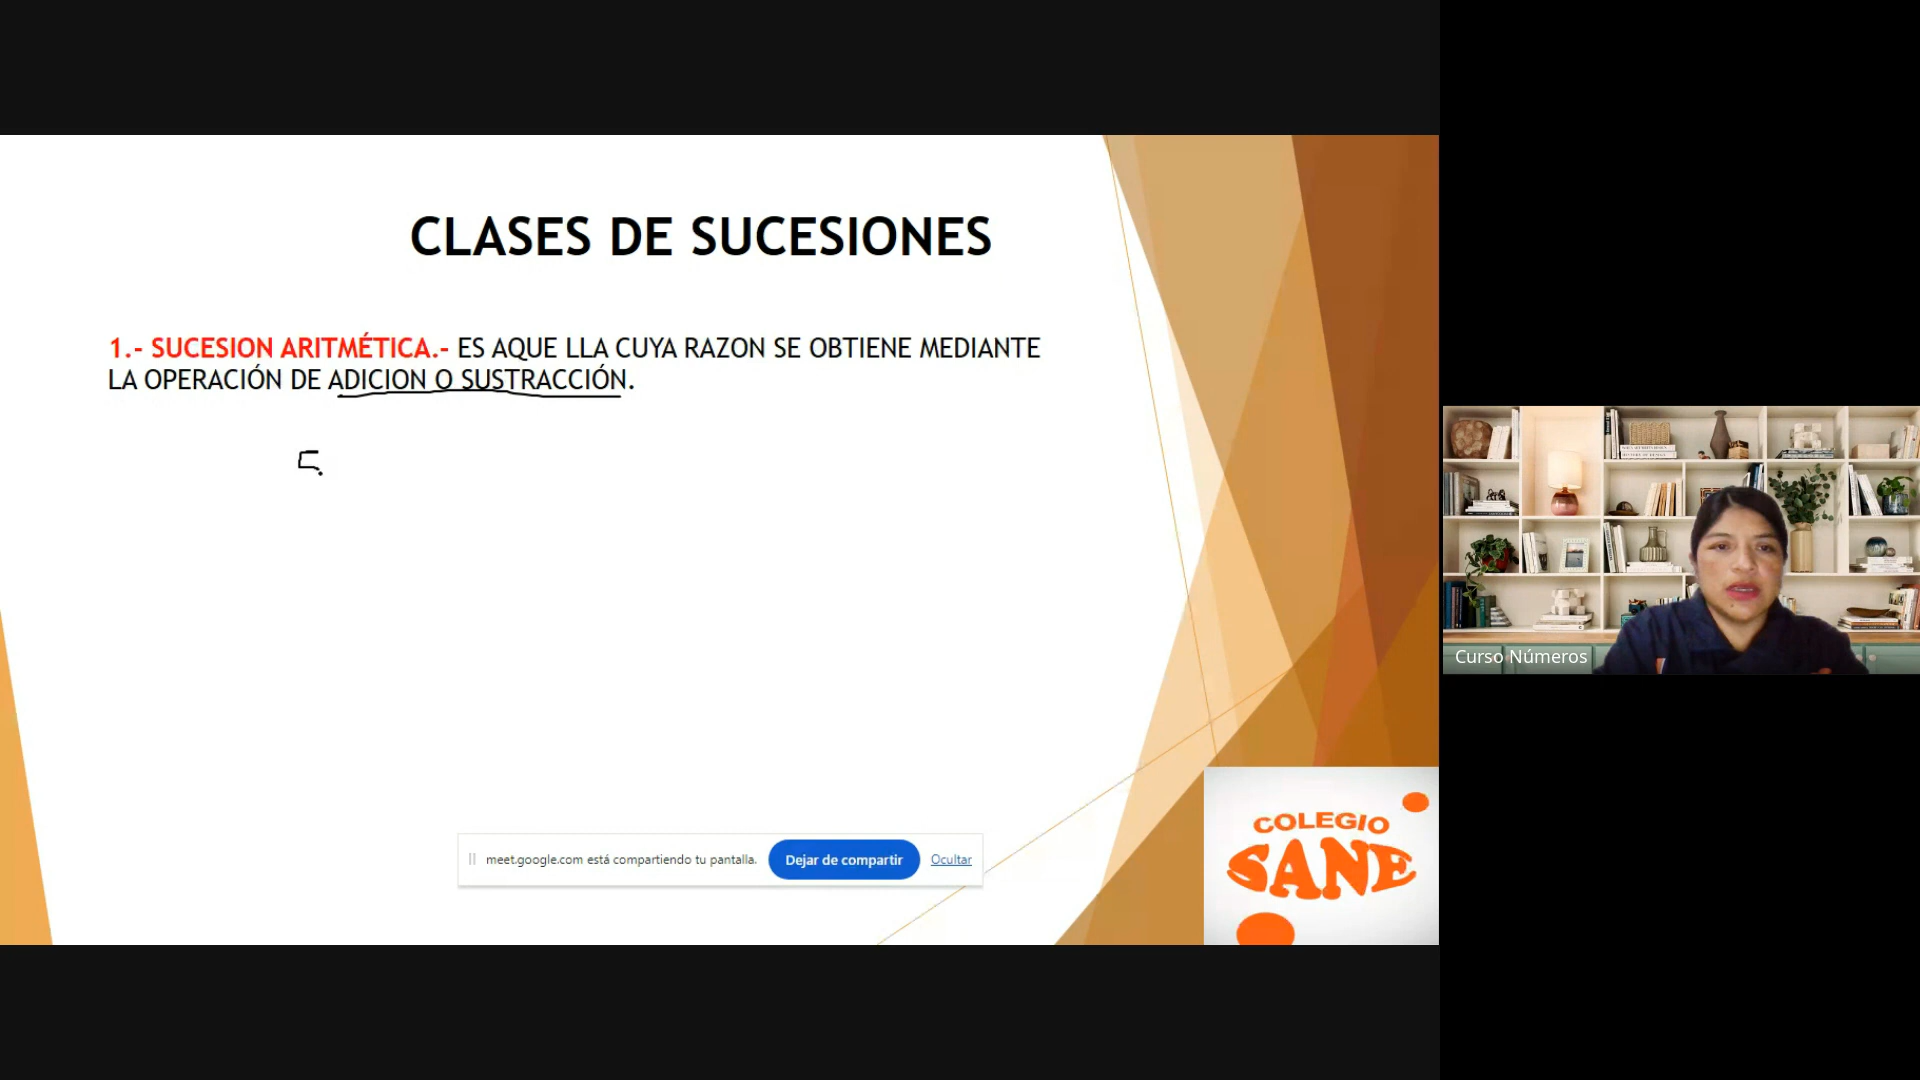 CLASES DE SUCESIONES
1.- SUCESION ARITMÉTICA.- ES AQUE LLA CUYA RAZON SE OBTIENE MEDIANTE
LA OPERACIÓN DE ADICION O SUSTRACCIÓN.
5
meet.google.com está compartiendo tu pantalla. Dejar de compartir Ocultar
COLEGIO
SANE
Curso Números